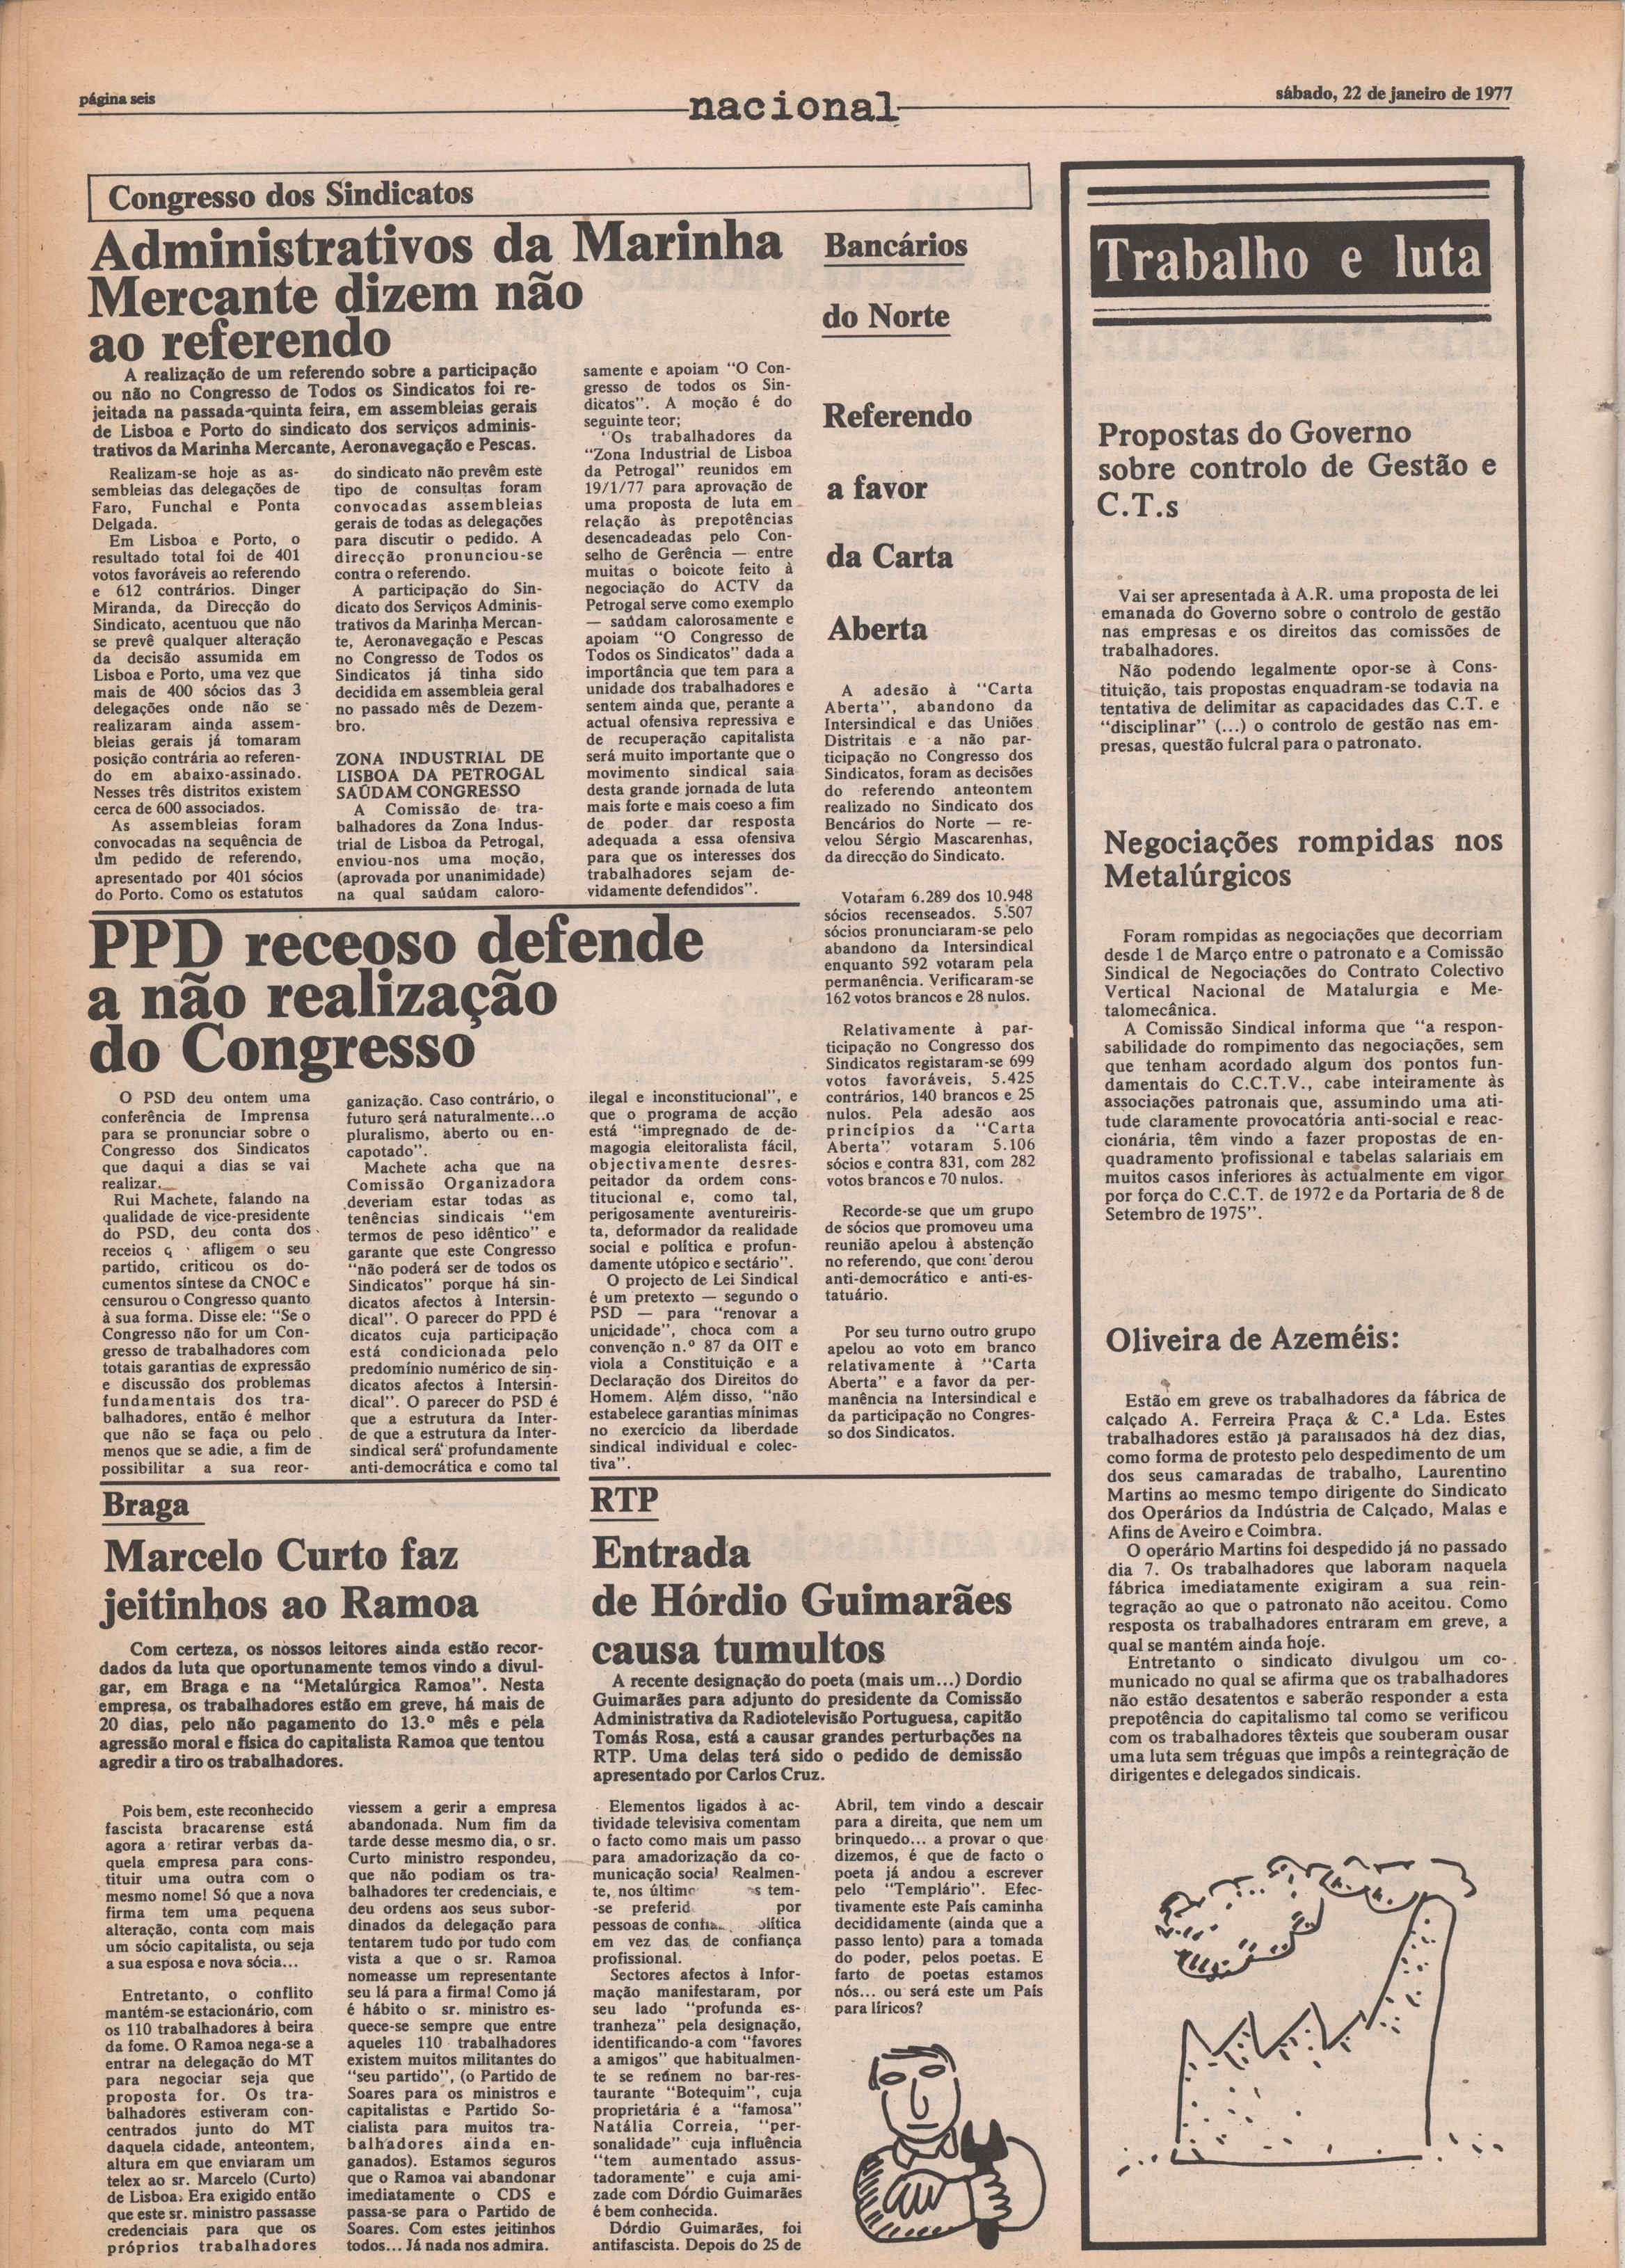 página seis
nacional
sábado, 22 de janeiro de 1977
Congresso dos Sindicatos
Administrativos da Marinha
Mercante dizem não
ao referendo
A realização de um referendo sobre a participação
ou não no Congresso de Todos os Sindicatos foi re-
jeitada na passada quinta feira, em assembleias gerais
de Lisboa e Porto do sindicato dos serviços adminis-
trativos da Marinha Mercante, Aeronavegação e Pescas.
Realizam-se hoje as as-
sembleias das delegações de
Faro, Funchal e Ponta
Delgada.
Em Lisboa e Porto, o
resultado total foi de 401
votos favoráveis ao referendo
e 612 contrários. Dinger
Miranda, da Direcção do
Sindicato, acentuou que não
se prevê qualquer alteração
da decisão assumida em
Lisboa e Porto, uma vez que
mais de 400 sócios das 3
delegações onde não se
realizaram ainda assem-
bleias gerais já tomaram
posição contrária ao referen-
do em abaixo-assinado.
Nesses três distritos existem
cerca de 600 associados.
As assembleias foram
convocadas na sequência de
um pedido de referendo,
apresentado por 401 sócios
do Porto. Como os estatutos
do sindicato não prevêm este
tipo de consultas foram
convocadas assembleias
gerais de todas as delegações
para discutir o pedido. A
direcção pronunciou-se
contra o referendo.
A participação do Sin-
dicato dos Serviços Adminis-
trativos da Marinha Mercan-
te, Aeronavegação e Pescas
no Congresso de Todos os
Sindicatos já tinha sido
decidida em assembleia geral
no passado mês de Dezem-
bro.
ZONA INDUSTRIAL DE
LISBOA DA PETROGAL
SAÚDAM CONGRESSO
A Comissão de tra-
balhadores da Zona Indus-
trial de Lisboa da Petrogal,
enviou-nos uma moção,
(aprovada por unanimidade)
na qual saúdam caloro-
samente e apoiam "O Con-
gresso de todos os Sin-
dicatos". A moção é do
seguinte teor;
"Os trabalhadores da
"Zona Industrial de Lisboa
da Petrogal" reunidos em
19/1/77 para aprovação de
uma proposta de luta em
relação às prepotências
desencadeadas pelo Con-
selho de Gerência — entre
muitas o boicote feito à
negociação do ACTV da
Petrogal serve como exemplo
— saúdam calorosamente e
apoiam "O Congresso de
Todos os Sindicatos" dada a
importância que tem para a
unidade dos trabalhadores e
sentem ainda que, perante a
actual ofensiva repressiva e
de recuperação capitalista
será muito importante que o
movimento sindical saia
desta grande jornada de luta
mais forte e mais coeso a fim
de poder dar resposta
adequada a essa ofensiva
para que os interesses dos
trabalhadores sejam de-
vidamente defendidos".
Bancários
do Norte
Referendo
a favor
da Carta
Aberta
A adesão à "Carta
Aberta", abandono da
Intersindical e das Uniões
Distritais e a não par-
ticipação no Congresso dos
Sindicatos, foram as decisões
do referendo anteontem
realizado no Sindicato dos
Bencários do Norte — re-
velou Sérgio Mascarenhas,
da direcção do Sindicato.
Votaram 6.289 dos 10.948
sócios recenseados. 5.507
sócios pronunciaram-se pelo
abandono da Intersindical
enquanto 592 votaram pela
permanência. Verificaram-se
162 votos brancos e 28 nulos.
Relativamente à par-
ticipação no Congresso dos
Sindicatos registaram-se 699
votos favoráveis, 5.425
contrários, 140 brancos e 25
nulos. Pela adesão aos
princípios da "Carta
Aberta" votaram 5.106
sócios e contra 831, com 282
votos brancos e 70 nulos.
Recorde-se que um grupo
de sócios que promoveu uma
reunião apelou à abstenção
no referendo, que derou
anti-democrático e anti-es-
tatuário.
Por seu turno outro grupo
apelou ao voto em branco
relativamente à "Carta
Aberta" e a favor da per-
manência na Intersindical e
da participação no Congres-
so dos Sindicatos.
PPD receoso defende
a não realização
do Congresso
O PSD deu ontem uma
conferência de Imprensa
para se pronunciar sobre o
Congresso dos Sindicatos
que daqui a dias se vai
realizar.
Rui Machete, falando na
qualidade de vice-presidente
do PSD, deu conta dos
receios q afligem o seu
partido, criticou os do-
cumentos síntese da CNOC e
censurou o Congresso quanto
à sua forma. Disse ele: "Se o
Congresso não for um Con-
gresso de trabalhadores com
totais garantias de expressão
e discussão dos problemas
fundamentais dos tra-
balhadores, então é melhor
que não se faça ou pelo
menos que se adie, a fim de
possibilitar a sua reor-
ganização. Caso contrário, o
futuro será naturalmente...o
pluralismo, aberto ou en-
capotado".
Machete acha que na
Comissão Organizadora
deveriam estar todas as
tenências sindicais "em
termos de peso idêntico" e
garante que este Congresso
"não poderá ser de todos os
Sindicatos" porque há sin-
dicatos afectos à Intersin-
dical". O parecer do PPD é
dicatos cuja participação
está condicionada pelo
predomínio numérico de sin-
dicatos afectos à Intersin-
dical". O parecer do PSD é
que a estrutura da Inter-
de que a estrutura da Inter-
sindical será profundamente
anti-democrática e como tal
ilegal e inconstitucional", e
que o programa de acção
está "impregnado de de-
magogia eleitoralista fácil,
objectivamente desres-
peitador da ordem cons-
titucional e, como tal,
perigosamente aventureiris-
ta, deformador da realidade
social e política e profun-
damente utópico e sectário".
O projecto de Lei Sindical
é um pretexto — segundo o
PSD — para "renovar a
unicidade", choca com a
convenção n.º 87 da OIT e
viola a Constituição e a
Declaração dos Direitos do
Homem. Além disso, "não
estabelece garantias mínimas
no exercício da liberdade
sindical individual e colec-
tiva".
Braga
Marcelo Curto faz
jeitinhos ao Ramoa
Com certeza, os nossos leitores ainda estão recor-
dados da luta que oportunamente temos vindo a divul-
gar, em Braga e na "Metalúrgica Ramoa". Nesta
empresa, os trabalhadores estão em greve, há mais de
20 dias, pelo não pagamento do 13.º mês e pela
agressão moral e física do capitalista Ramoa que tentou
agredir a tiro os trabalhadores.
Pois bem, este reconhecido
fascista bracarense está
agora a retirar verbas da-
quela empresa para cons-
tituir uma outra com o
mesmo nome! Só que a nova
firma tem uma pequena
alteração, conta com mais
um sócio capitalista, ou seja
a sua esposa e nova sócia...
Entretanto, o conflito
mantém-se estacionário, com
os 110 trabalhadores à beira
da fome. O Ramoa nega-se a
entrar na delegação do MT
para negociar seja que
proposta for. Os tra-
balhadores estiveram con-
centrados junto do MT
daquela cidade, anteontem,
altura em que enviaram um
telex ao sr. Marcelo (Curto)
de Lisboa. Era exigido então
que este sr. ministro passasse
credenciais para que os
próprios trabalhadores
viessem a gerir a empresa
abandonada. Num fim da
tarde desse mesmo dia, o sr.
Curto ministro respondeu,
que não podiam os tra-
balhadores ter credenciais, e
deu ordens aos seus subor-
dinados da delegação para
tentarem tudo por tudo com
vista a que o sr. Ramoa
nomeasse um representante
seu lá para a firma! Como já
é hábito o sr. ministro es-
quece-se sempre que entre
aqueles 110 trabalhadores
existem muitos militantes do
"seu partido", (o Partido de
Soares para os ministros e
capitalistas e Partido So-
cialista para muitos tra-
balhadores ainda en-
ganados). Estamos seguros
que o Ramoa vai abandonar
imediatamente o CDS e
passa-se para o Partido de
Soares. Com estes jeitinhos
todos... Já nada nos admira.
RTP
Entrada
de Hórdio Guimarães
causa tumultos
A recente designação do poeta (mais um...) Dordio
Guimarães para adjunto do presidente da Comissão
Administrativa da Radiotelevisão Portuguesa, capitão
Tomás Rosa, está a causar grandes perturbações na
RTP. Uma delas terá sido o pedido de demissão
apresentado por Carlos Cruz.
Elementos ligados à ac-
tividade televisiva comentam
o facto como mais um passo
para amadorização da co-
municação social Realmen-
te, nos últimos tem-
-se preferid por
pessoas de confiança olítica
em vez das de confiança
profissional.
Sectores afectos à Infor-
mação manifestaram, por
seu lado "profunda es-
tranheza" pela designação,
identificando-a com "favores
a amigos" que habitualmen-
te se reúnem no bar-res-
taurante "Botequim", cuja
proprietária é a "famosa"
Natália Correia, "per-
sonalidade" cuja influência
"tem aumentado assus-
tadoramente" e cuja ami-
zade com Dórdio Guimarães
é bem conhecida.
Dórdio Guimarães, foi
antifascista. Depois do 25 de
Abril, tem vindo a descair
para a direita, que nem um
brinquedo... a provar o que
dizemos, é que de facto o
poeta já andou a escrever
pelo "Templário". Efec-
tivamente este País caminha
decididamente (ainda que a
passo lento) para a tomada
do poder, pelos poetas. E
farto de poetas estamos
nós... ou será este um País
para líricos?
Trabalho e luta
Propostas do Governo
sobre controlo de Gestão e
C.T.s
Vai ser apresentada à A.R. uma proposta de lei
emanada do Governo sobre o controlo de gestão
nas empresas e os direitos das comissões de
trabalhadores.
Não podendo legalmente opor-se à Cons-
tituição, tais propostas enquadram-se todavia na
tentativa de delimitar as capacidades das C.T. e
"disciplinar" (...) o controlo de gestão nas em-
presas, questão fulcral para o patronato.
Negociações rompidas nos
Metalúrgicos
Foram rompidas as negociações que decorriam
desde 1 de Março entre o patronato e a Comissão
Sindical de Negociações do Contrato Colectivo
Vertical Nacional de Matalurgia e Me-
talomecânica.
A Comissão Sindical informa que "a respon-
sabilidade do rompimento das negociações, sem
que tenham acordado algum dos pontos fun-
damentais do C.C.T.V., cabe inteiramente às
associações patronais que, assumindo uma ati-
tude claramente provocatória anti-social e reac-
cionária, têm vindo a fazer propostas de en-
quadramento profissional e tabelas salariais em
muitos casos inferiores às actualmente em vigor
por força do C.C.T. de 1972 e da Portaria de 8 de
Setembro de 1975".
Oliveira de Azeméis:
Estão em greve os trabalhadores da fábrica de
calçado A. Ferreira Praça & C.ª Lda. Estes
trabalhadores estão já paralisados há dez dias,
como forma de protesto pelo despedimento de um
dos seus camaradas de trabalho, Laurentino
Martins ao mesmo tempo dirigente do Sindicato
dos Operários da Indústria de Calçado, Malas e
Afins de Aveiro e Coimbra.
O operário Martins foi despedido já no passado
dia 7. Os trabalhadores que laboram naquela
fábrica imediatamente exigiram a sua rein-
tegração ao que o patronato não aceitou. Como
resposta os trabalhadores entraram em greve, a
qual se mantém ainda hoje.
Entretanto o sindicato divulgou um co-
municado no qual se afirma que os trabalhadores
não estão desatentos e saberão responder a esta
prepotência do capitalismo tal como se verificou
com os trabalhadores têxteis que souberam ousar
uma luta sem tréguas que impôs a reintegração de
dirigentes e delegados sindicais.